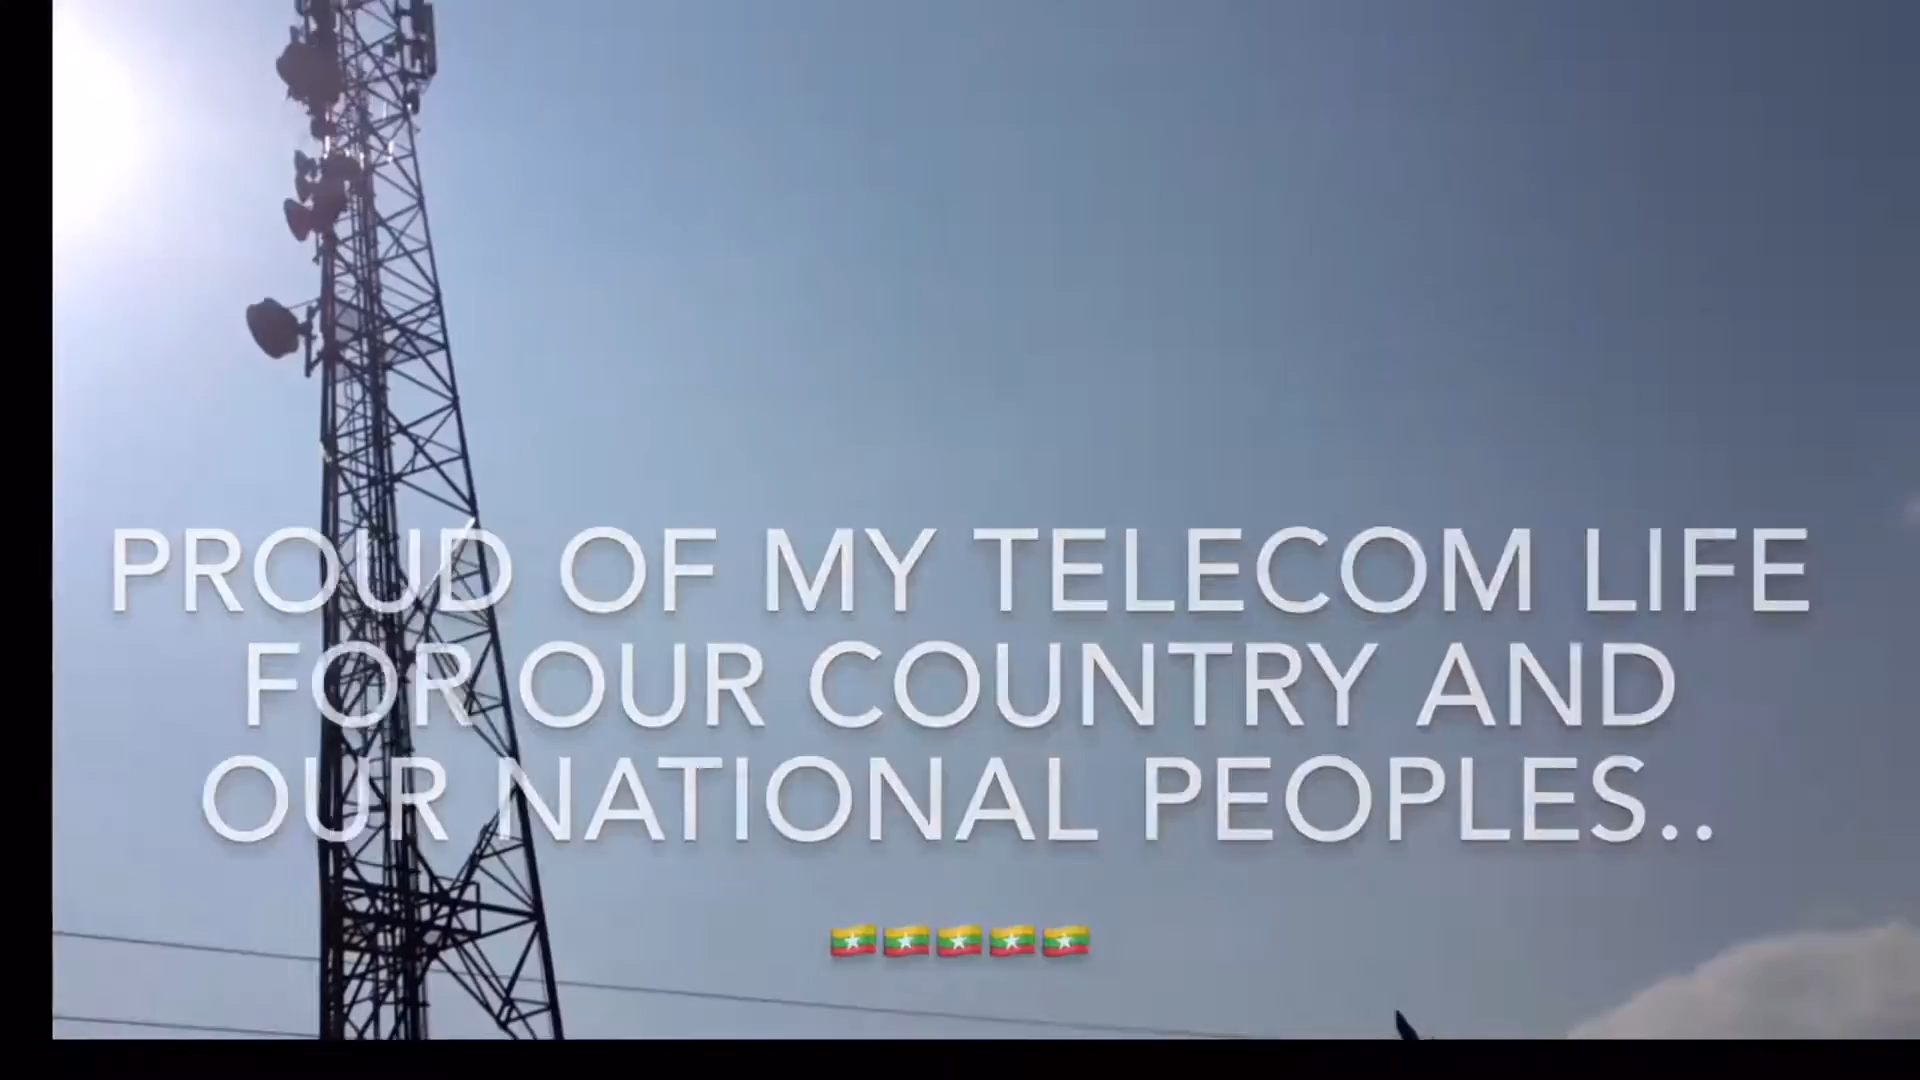 PROUD OF MY TELECOM LIFE
FOR OUR COUNTRY AND
OUR NATIONAL PEOPLES..
🇲🇲🇲🇲🇲🇲🇲🇲🇲🇲